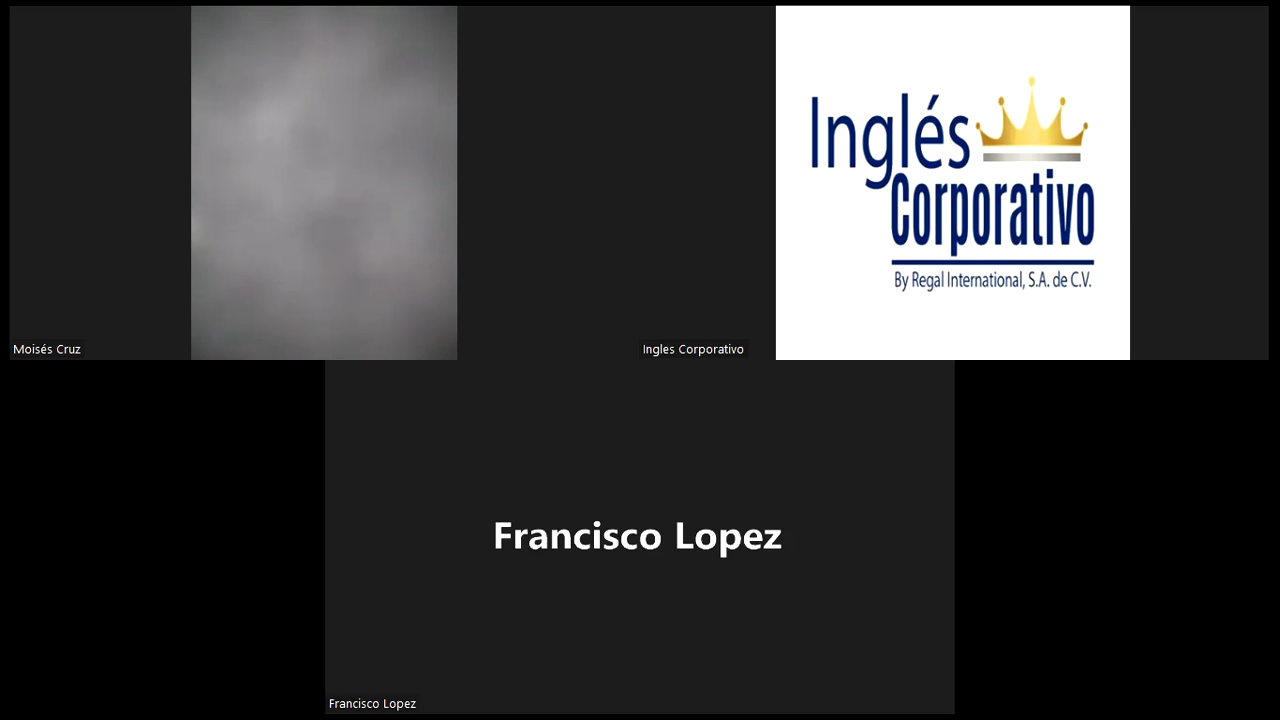 Inglés
Corporativo
By Regal International, S.A. de C.V.
Moisés Cruz
Ingles Corporativo
Francisco Lopez
Francisco Lopez